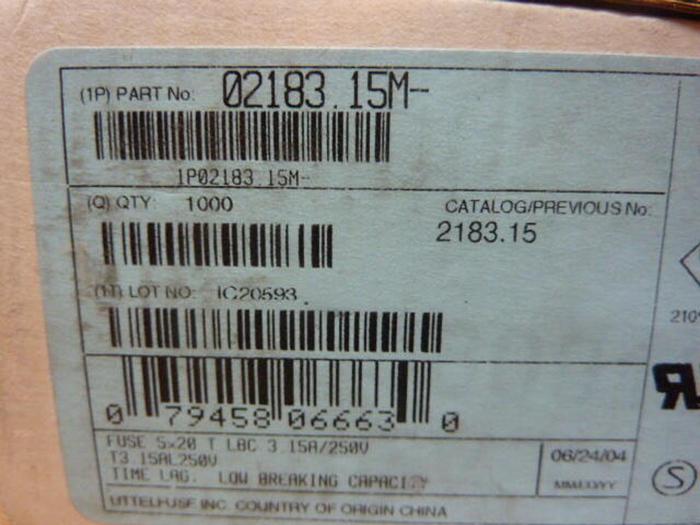 (1P) PART No: 02183.15M-
1P02183.15M-
(Q) QTY: 1000
CATALOG/PREVIOUS No:
2183.15
(1T) LOT NO: IC20593
0 79458 06663 0
FUSE 5x20 T LBC 3.15A/250V
T3.15AL250V
TIME LAG. LOW BREAKING CAPACITY
06/24/04
MM/DD/YY
LITTELFUSE INC. COUNTRY OF ORIGIN CHINA
S